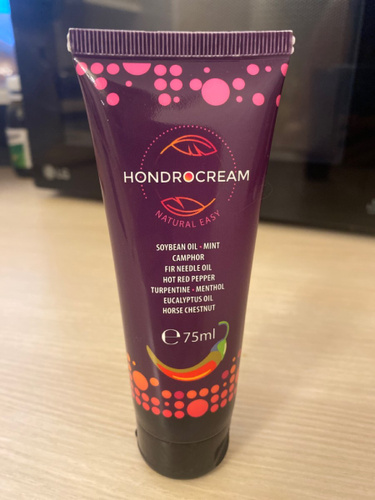 HONDROCREAM
NATURAL EASY
SOYBEAN OIL - MINT
CAMPHOR
FIR NEEDLE OIL
HOT RED PEPPER
TURPENTINE - MENTHOL
EUCALYPTUS OIL
HORSE CHESTNUT
℮75ml
LG